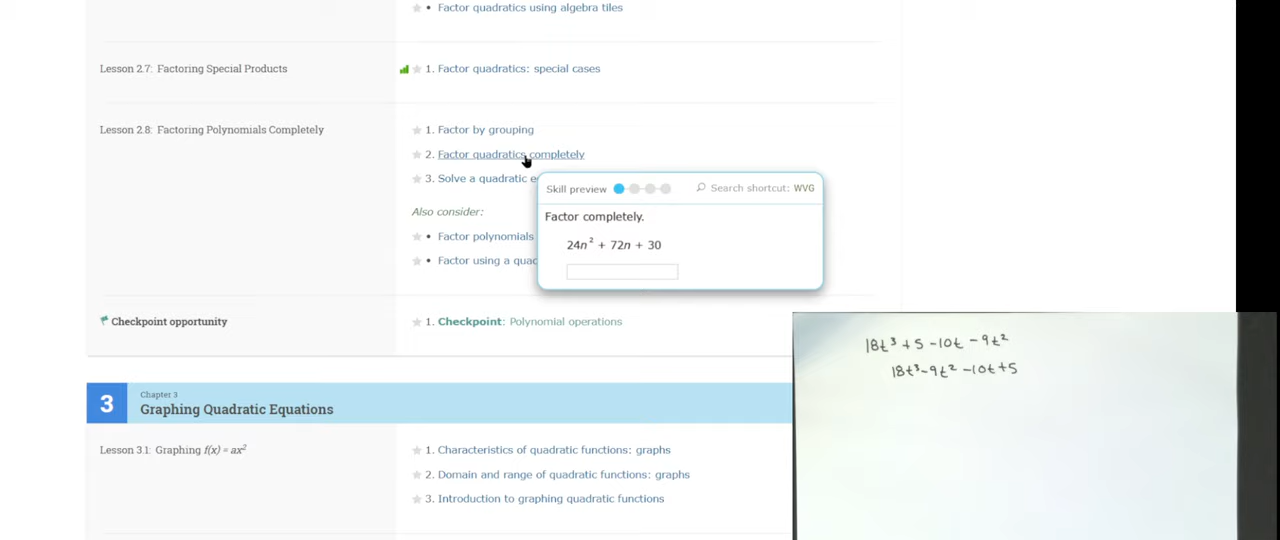 • Factor quadratics using algebra tiles
Lesson 2.7: Factoring Special Products
1. Factor quadratics: special cases
Lesson 2.8: Factoring Polynomials Completely
1. Factor by grouping
2. Factor quadratics completely
3. Solve a quadratic e
Skill preview
Search shortcut: WVG
Factor completely.
24n² + 72n + 30
Also consider:
• Factor polynomials
• Factor using a quad
Checkpoint opportunity
1. Checkpoint: Polynomial operations
18t³ + 5 - 10t - 9t²
18t³ - 9t² - 10t + 5
3
Chapter 3
Graphing Quadratic Equations
Lesson 3.1: Graphing f(x) = ax²
1. Characteristics of quadratic functions: graphs
2. Domain and range of quadratic functions: graphs
3. Introduction to graphing quadratic functions